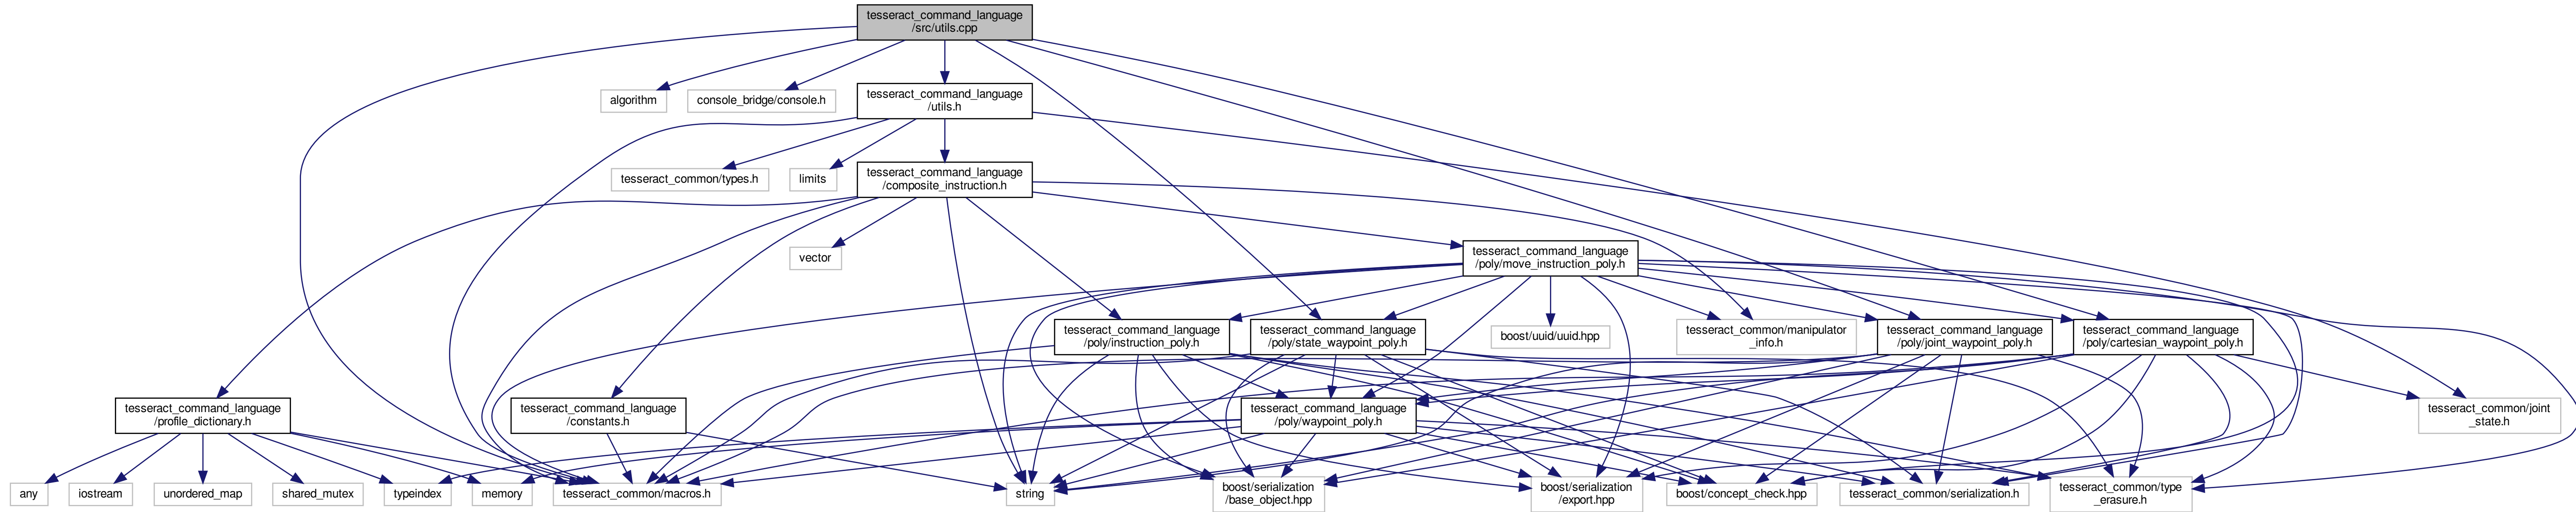 tesseract_command_language
/src/utils.cpp
algorithm
console_bridge/console.h
tesseract_command_language
/utils.h
tesseract_common/types.h
limits
tesseract_command_language
/composite_instruction.h
vector
tesseract_command_language
/poly/move_instruction_poly.h
tesseract_command_language
/poly/instruction_poly.h
tesseract_command_language
/poly/state_waypoint_poly.h
boost/uuid/uuid.hpp
tesseract_common/manipulator
_info.h
tesseract_command_language
/poly/joint_waypoint_poly.h
tesseract_command_language
/poly/cartesian_waypoint_poly.h
tesseract_command_language
/profile_dictionary.h
tesseract_command_language
/constants.h
tesseract_command_language
/poly/waypoint_poly.h
tesseract_common/joint
_state.h
any
iostream
unordered_map
shared_mutex
typeindex
memory
tesseract_common/macros.h
string
boost/serialization
/base_object.hpp
boost/serialization
/export.hpp
boost/concept_check.hpp
tesseract_common/serialization.h
tesseract_common/type
_erasure.h